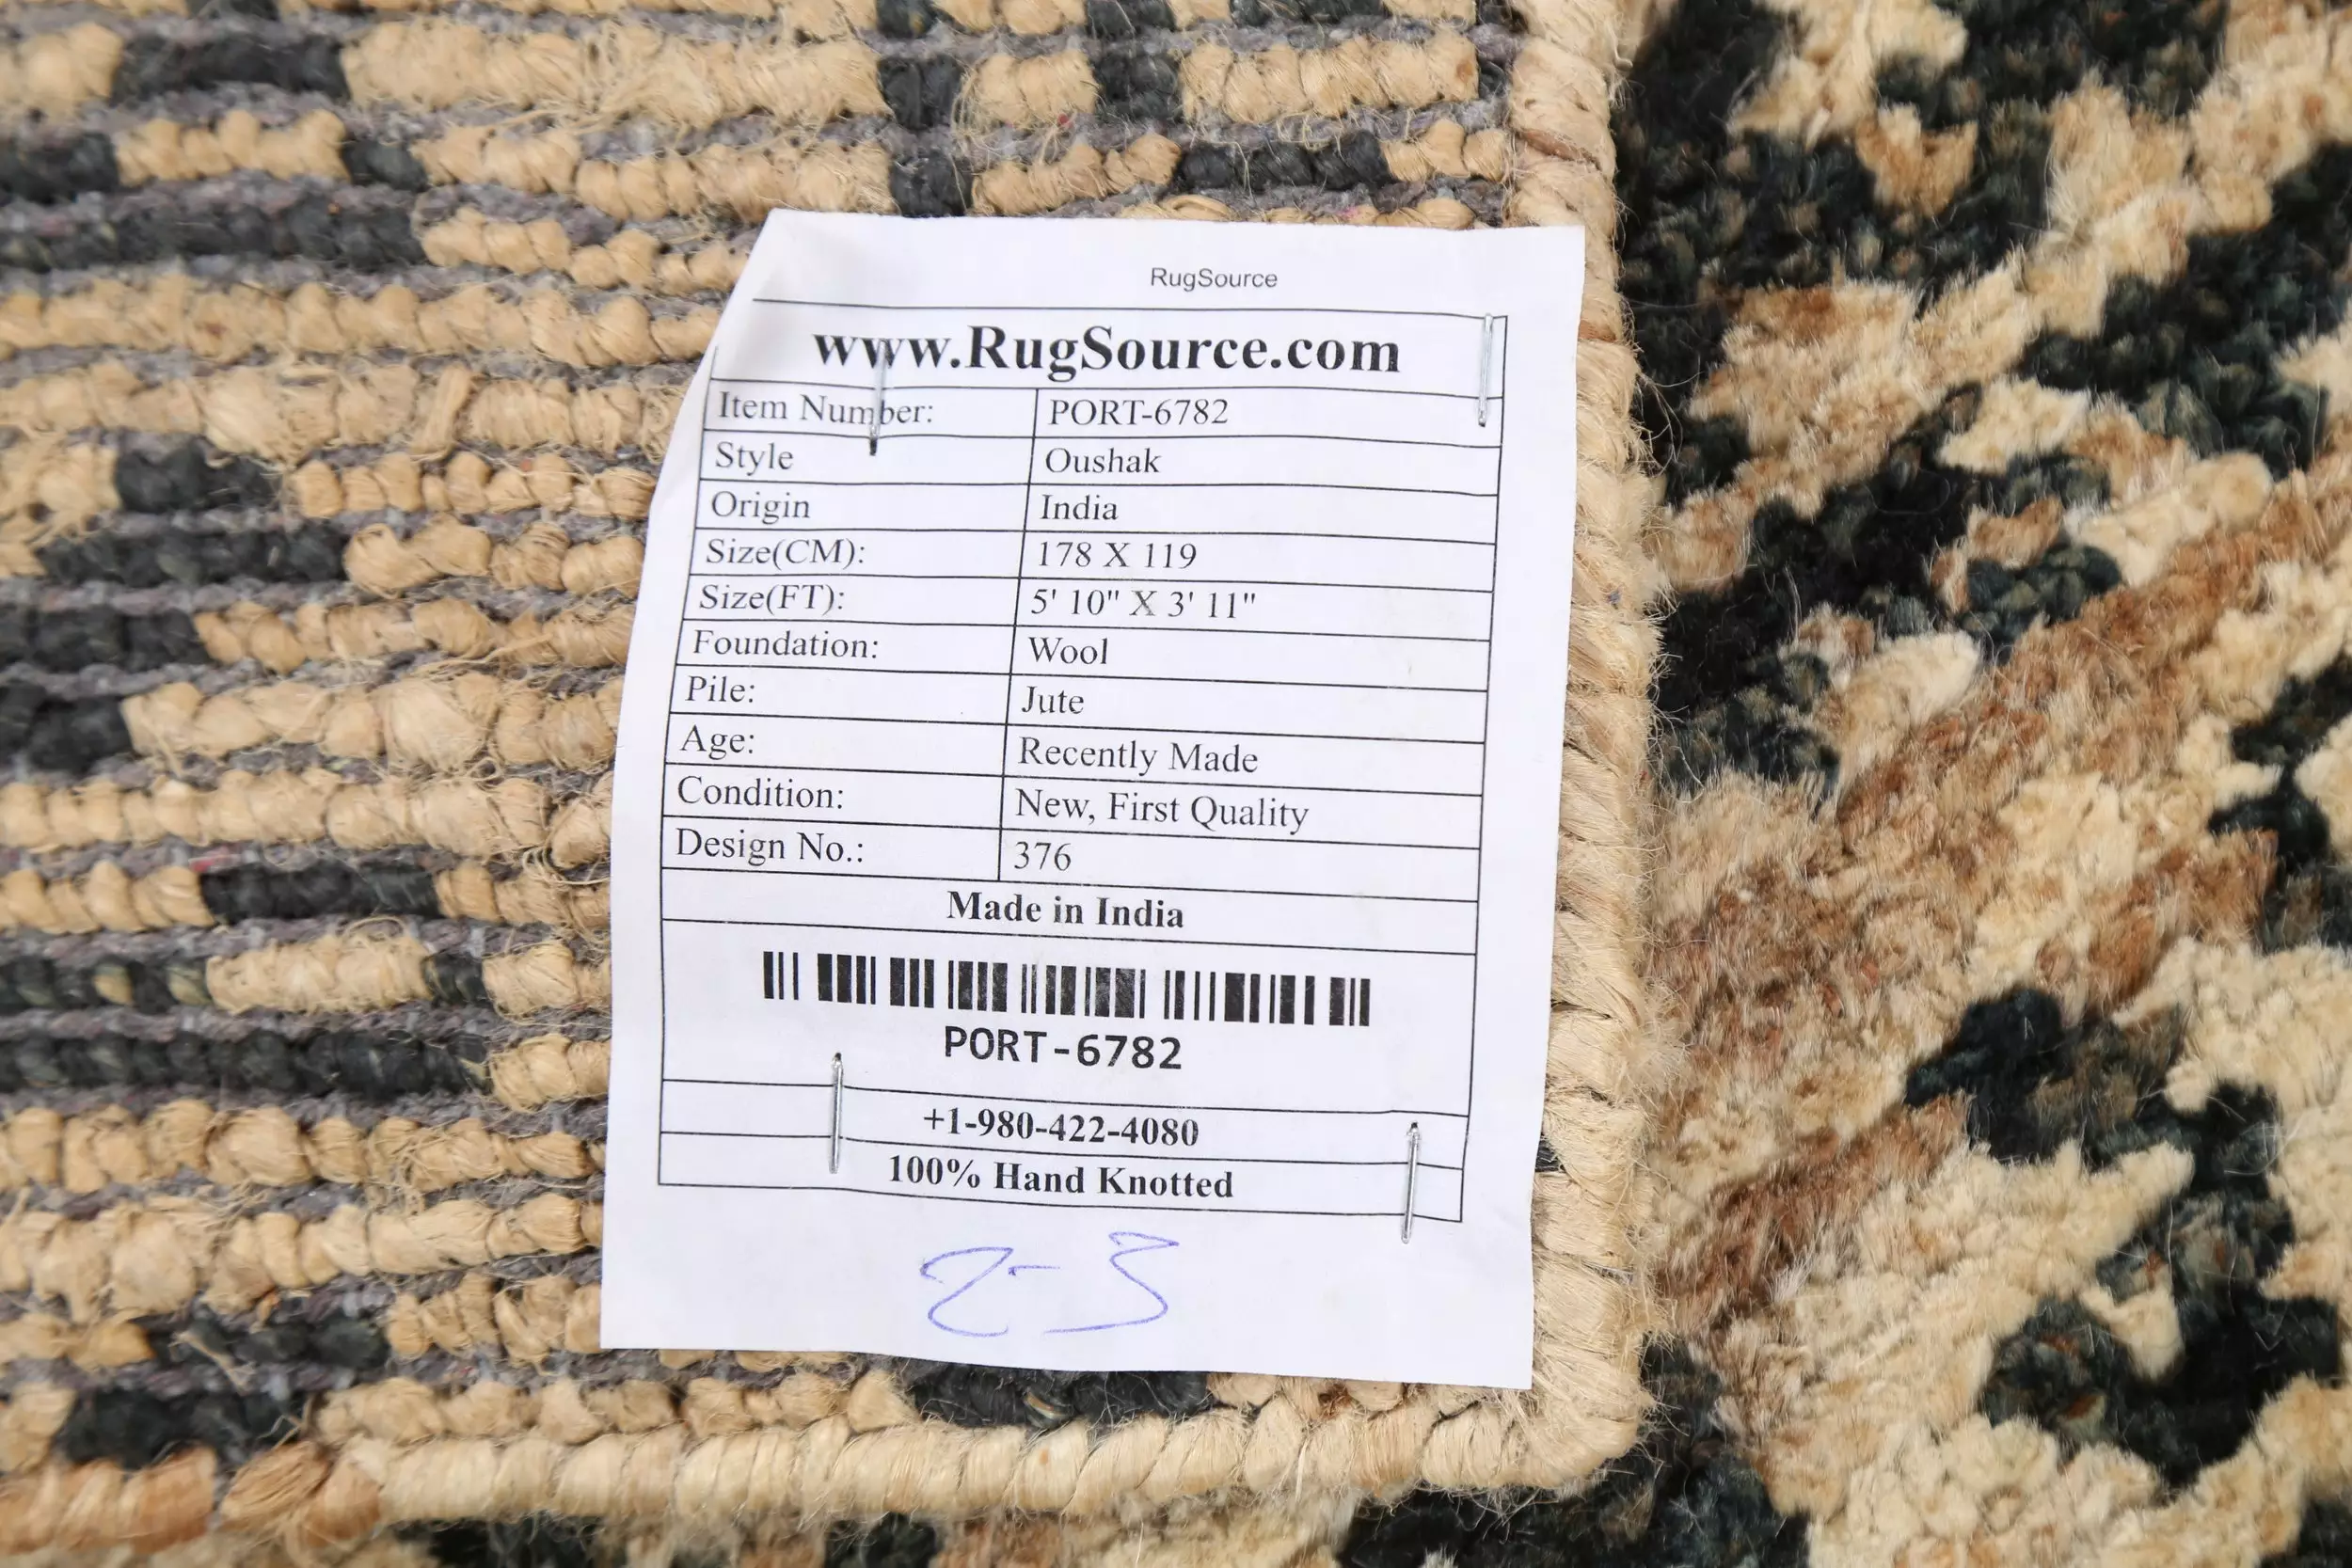 RugSource
www.RugSource.com
Item Number: PORT-6782
Style Oushak
Origin India
Size(CM): 178 X 119
Size(FT): 5' 10" X 3' 11"
Foundation: Wool
Pile: Jute
Age: Recently Made
Condition: New, First Quality
Design No.: 376
Made in India
PORT-6782
+1-980-422-4080
100% Hand Knotted
2-3